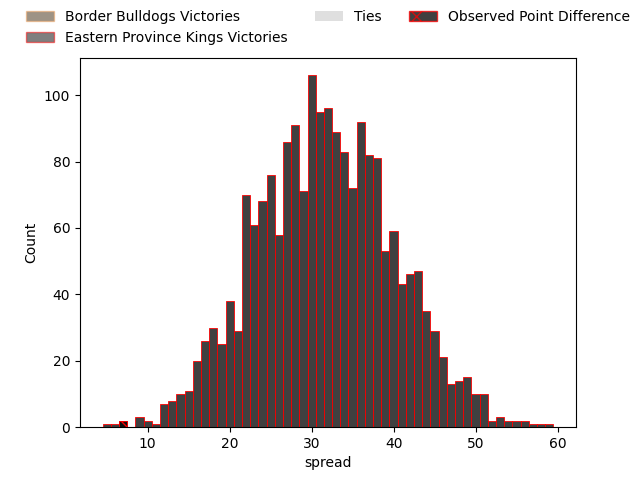 Border Bulldogs Victories
Eastern Province Kings Victories
Ties
Observed Point Difference
100
80
60
40
20
0
Count
10 20 30 40 50 60
spread